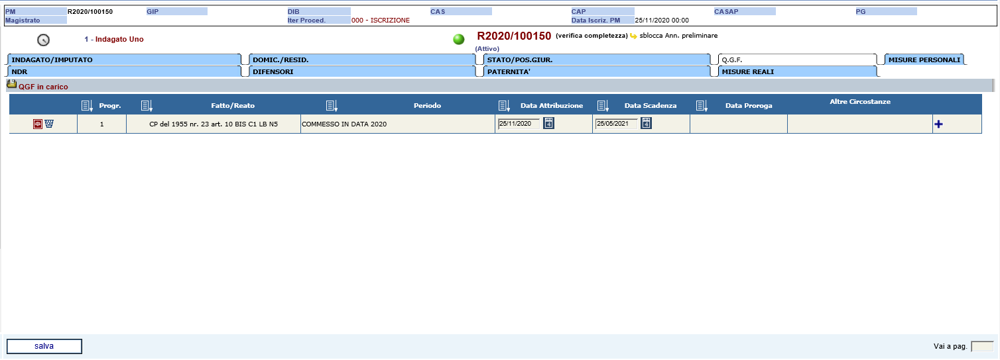 PM R2020/100150 GIP DIB CAS CAP CASAP PG
Magistrato Iter Proced. 000 - ISCRIZIONE Data Iscriz. PM 25/11/2020 00:00
1 - Indagato Uno R2020/100150 (verifica completezza) sblocca Ann. preliminare
(Attivo)
INDAGATO/IMPUTATO DOMIC./RESID. STATO/POS.GIUR. Q.G.F. MISURE PERSONALI
NDR DIFENSORI PATERNITA' MISURE REALI
QGF in carico
Progr. Fatto/Reato Periodo Data Attribuzione Data Scadenza Data Proroga Altre Circostanze
1 CP del 1955 nr. 23 art. 10 BIS C1 LB N5 COMMESSO IN DATA 2020 25/11/2020 4 25/05/2021 4
salva Vai a pag.